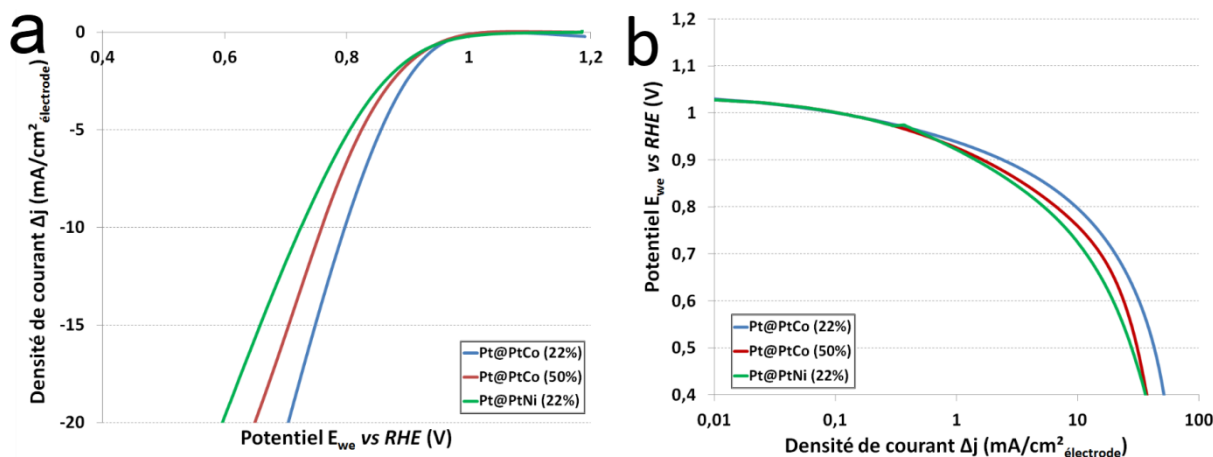 a
0
0,4
0,6
0,8
1
1,2
-5
-10
-15
-20
Densité de courant Δj (mA/cm²électrode)
Pt@PtCo (22%)
Pt@PtCo (50%)
Pt@PtNi (22%)
Potentiel Ewe vs RHE (V)
b
1,2
1,1
1
0,9
0,8
0,7
0,6
0,5
0,4
Potentiel Ewe vs RHE (V)
Pt@PtCo (22%)
Pt@PtCo (50%)
Pt@PtNi (22%)
0,01
0,1
1
10
100
Densité de courant Δj (mA/cm²électrode)